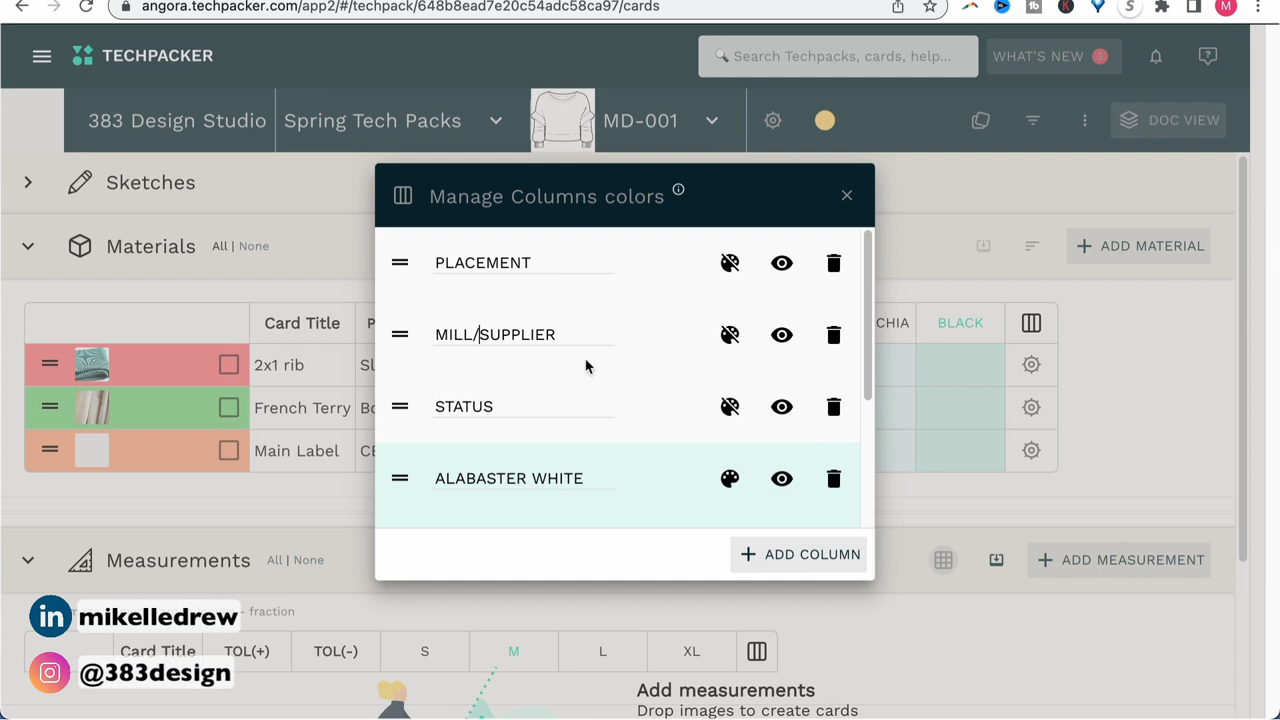 angora.techpacker.com/app2/#/techpack/648b8ead7e20c54adc58ca97/cards
TECHPACKER
Search Techpacks, cards, help...
WHAT'S NEW 3
383 Design Studio
Spring Tech Packs
MD-001
DOC VIEW
Sketches
Manage Columns colors
Materials
All | None
ADD MATERIAL
PLACEMENT
MILL/SUPPLIER
STATUS
ALABASTER WHITE
ADD COLUMN
Card Title
CHIA
BLACK
2x1 rib
French Terry
Main Label
Measurements
All | None
ADD MEASUREMENT
- fraction
Card Title
TOL(+)
TOL(-)
S
M
L
XL
Add measurements
Drop images to create cards
in mikelledrew
@383design